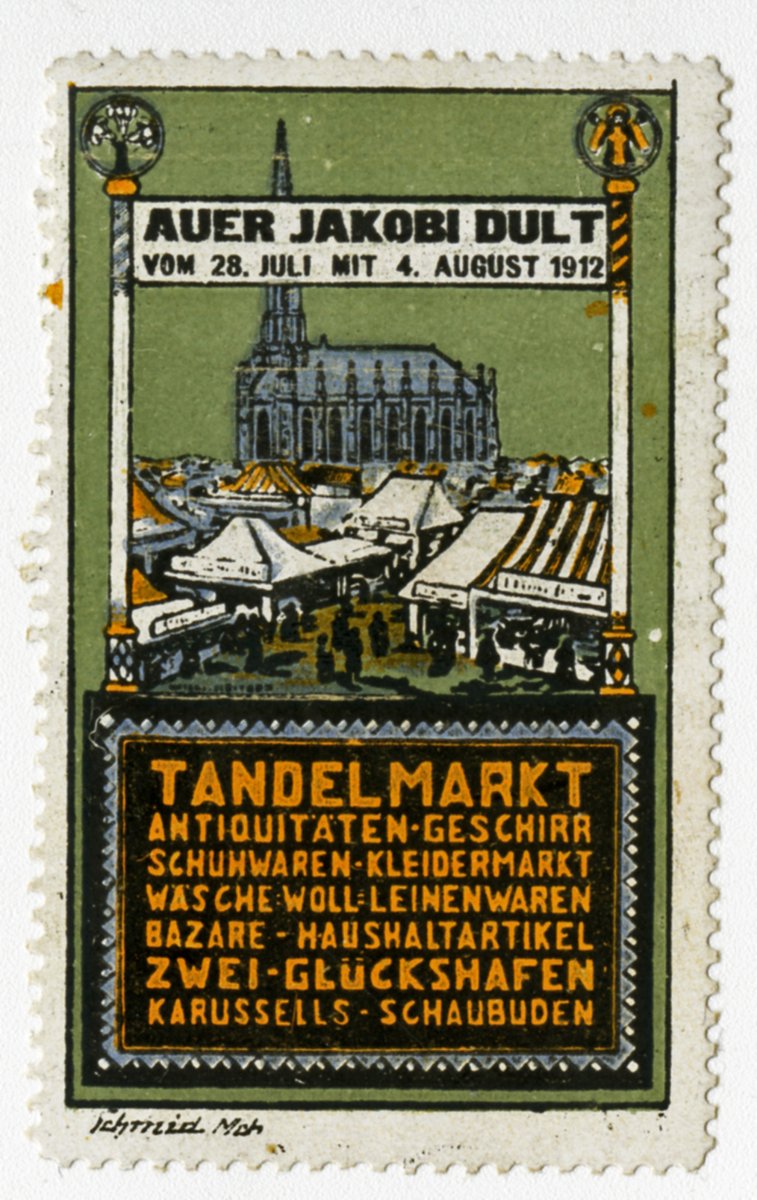 AUER JAKOBI DULT
VOM 28. JULI MIT 4. AUGUST 1912
TANDELMARKT
ANTIQUITÄTEN-GESCHIRR
SCHUHWAREN-KLEIDERMARKT
WÄSCHE-WOLL-LEINENWAREN
BAZARE-HAUSHALTARTIKEL
ZWEI-GLÜCKSHAFEN
KARUSSELLS-SCHAUBUDEN
Schmid Mch